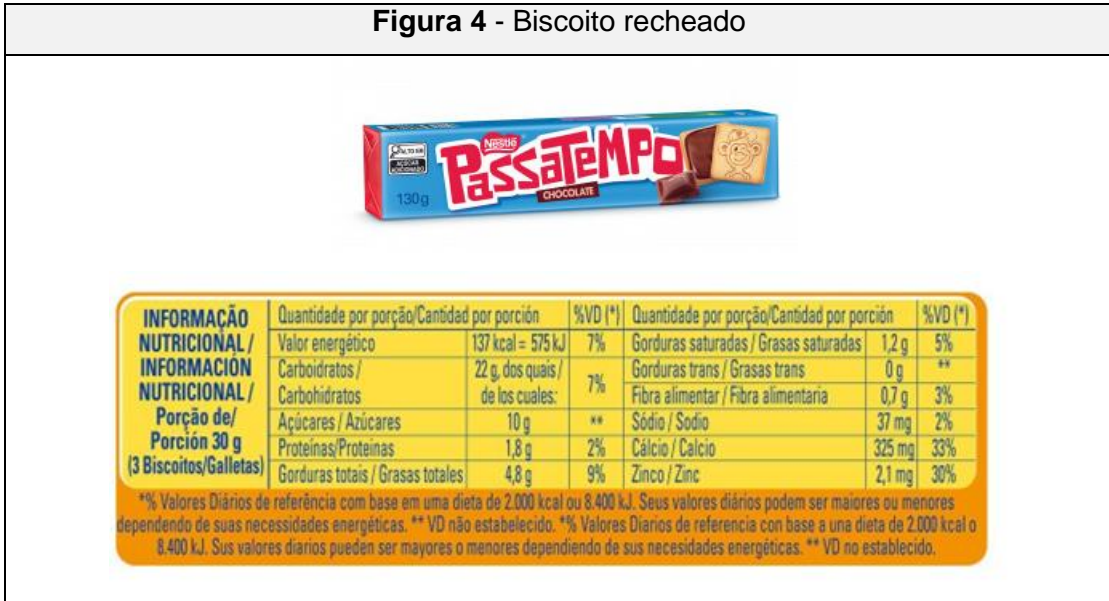 Figura 4 - Biscoito recheado
ALTO EM
AÇÚCAR
ADICIONADO
Nestlé
PASSATEMPO
CHOCOLATE
130g
INFORMAÇÃO
NUTRICIONAL /
INFORMACIÓN
NUTRICIONAL /
Porção de/
Porción 30 g
(3 Biscoitos/Galletas)
Quantidade por porção/Cantidad por porción %VD (*)
Valor energético 137 kcal = 575 kJ 7%
Carboidratos / 22 g, dos quais /
Carbohidratos de los cuales: 7%
Açúcares / Azúcares 10 g **
Proteínas/Proteinas 1,8 g 2%
Gorduras totais / Grasas totales 4,8 g 9%
Quantidade por porção/Cantidad por porción %VD (*)
Gorduras saturadas / Grasas saturadas 1,2 g 5%
Gorduras trans / Grasas trans 0 g **
Fibra alimentar / Fibra alimentaria 0,7 g 3%
Sódio / Sodio 37 mg 2%
Cálcio / Calcio 325 mg 33%
Zinco / Zinc 2,1 mg 30%
*% Valores Diários de referência com base em uma dieta de 2.000 kcal ou 8.400 kJ. Seus valores diários podem ser maiores ou menores
dependendo de suas necessidades energéticas. ** VD não estabelecido. *% Valores Diarios de referencia con base a una dieta de 2.000 kcal o
8.400 kJ. Sus valores diarios pueden ser mayores o menores dependiendo de sus necesidades energéticas. ** VD no establecido.